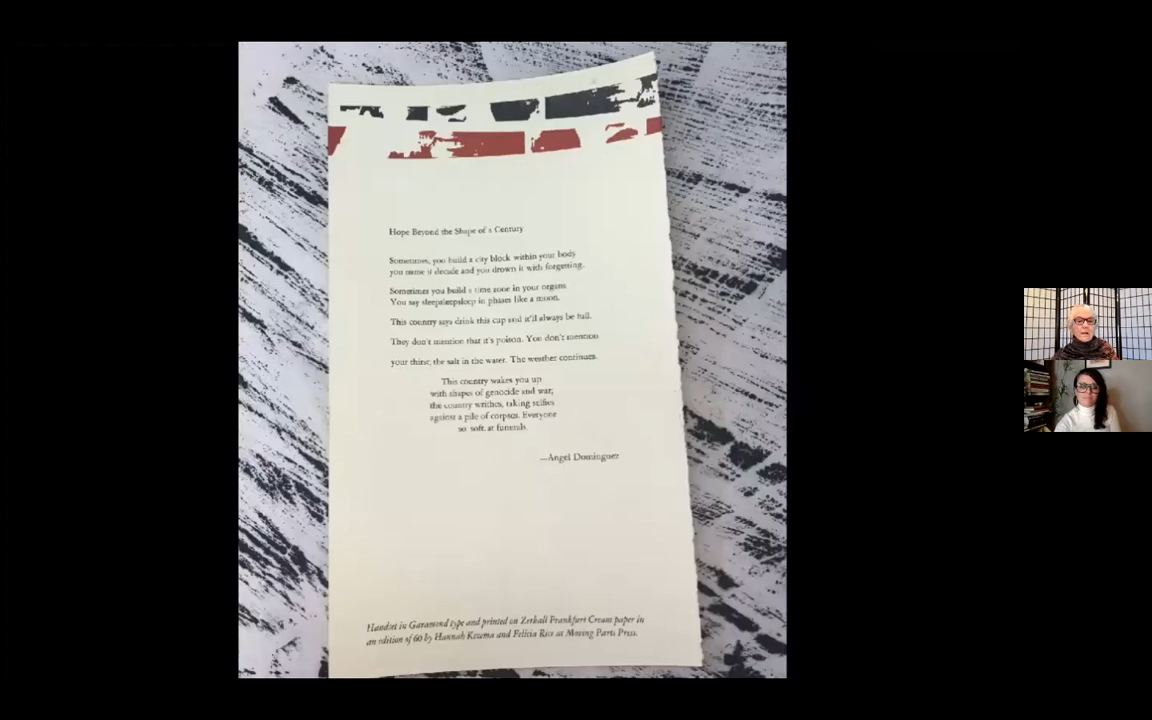 Hope Beyond the Shape of a Century
Sometimes, you build a city block within your body
you name it decade and you drown it with forgetting.
Sometimes you build a time zone in your organs
You say sleepsleepsleep in phases like a moon.
This country says drink this cup and it'll always be full.
They don't mention that it's poison. You don't mention
your thirst; the salt in the water. The weather continues.
This country wakes you up
with shapes of genocide and war;
the country writhes, taking selfies
against a pile of corpses. Everyone
so soft at funerals.
—Angel Dominguez
Handset in Garamond type and printed on Zerkall Frankfurt Cream paper in
an edition of 60 by Hannah and Felicia Rice at Moving Parts Press.